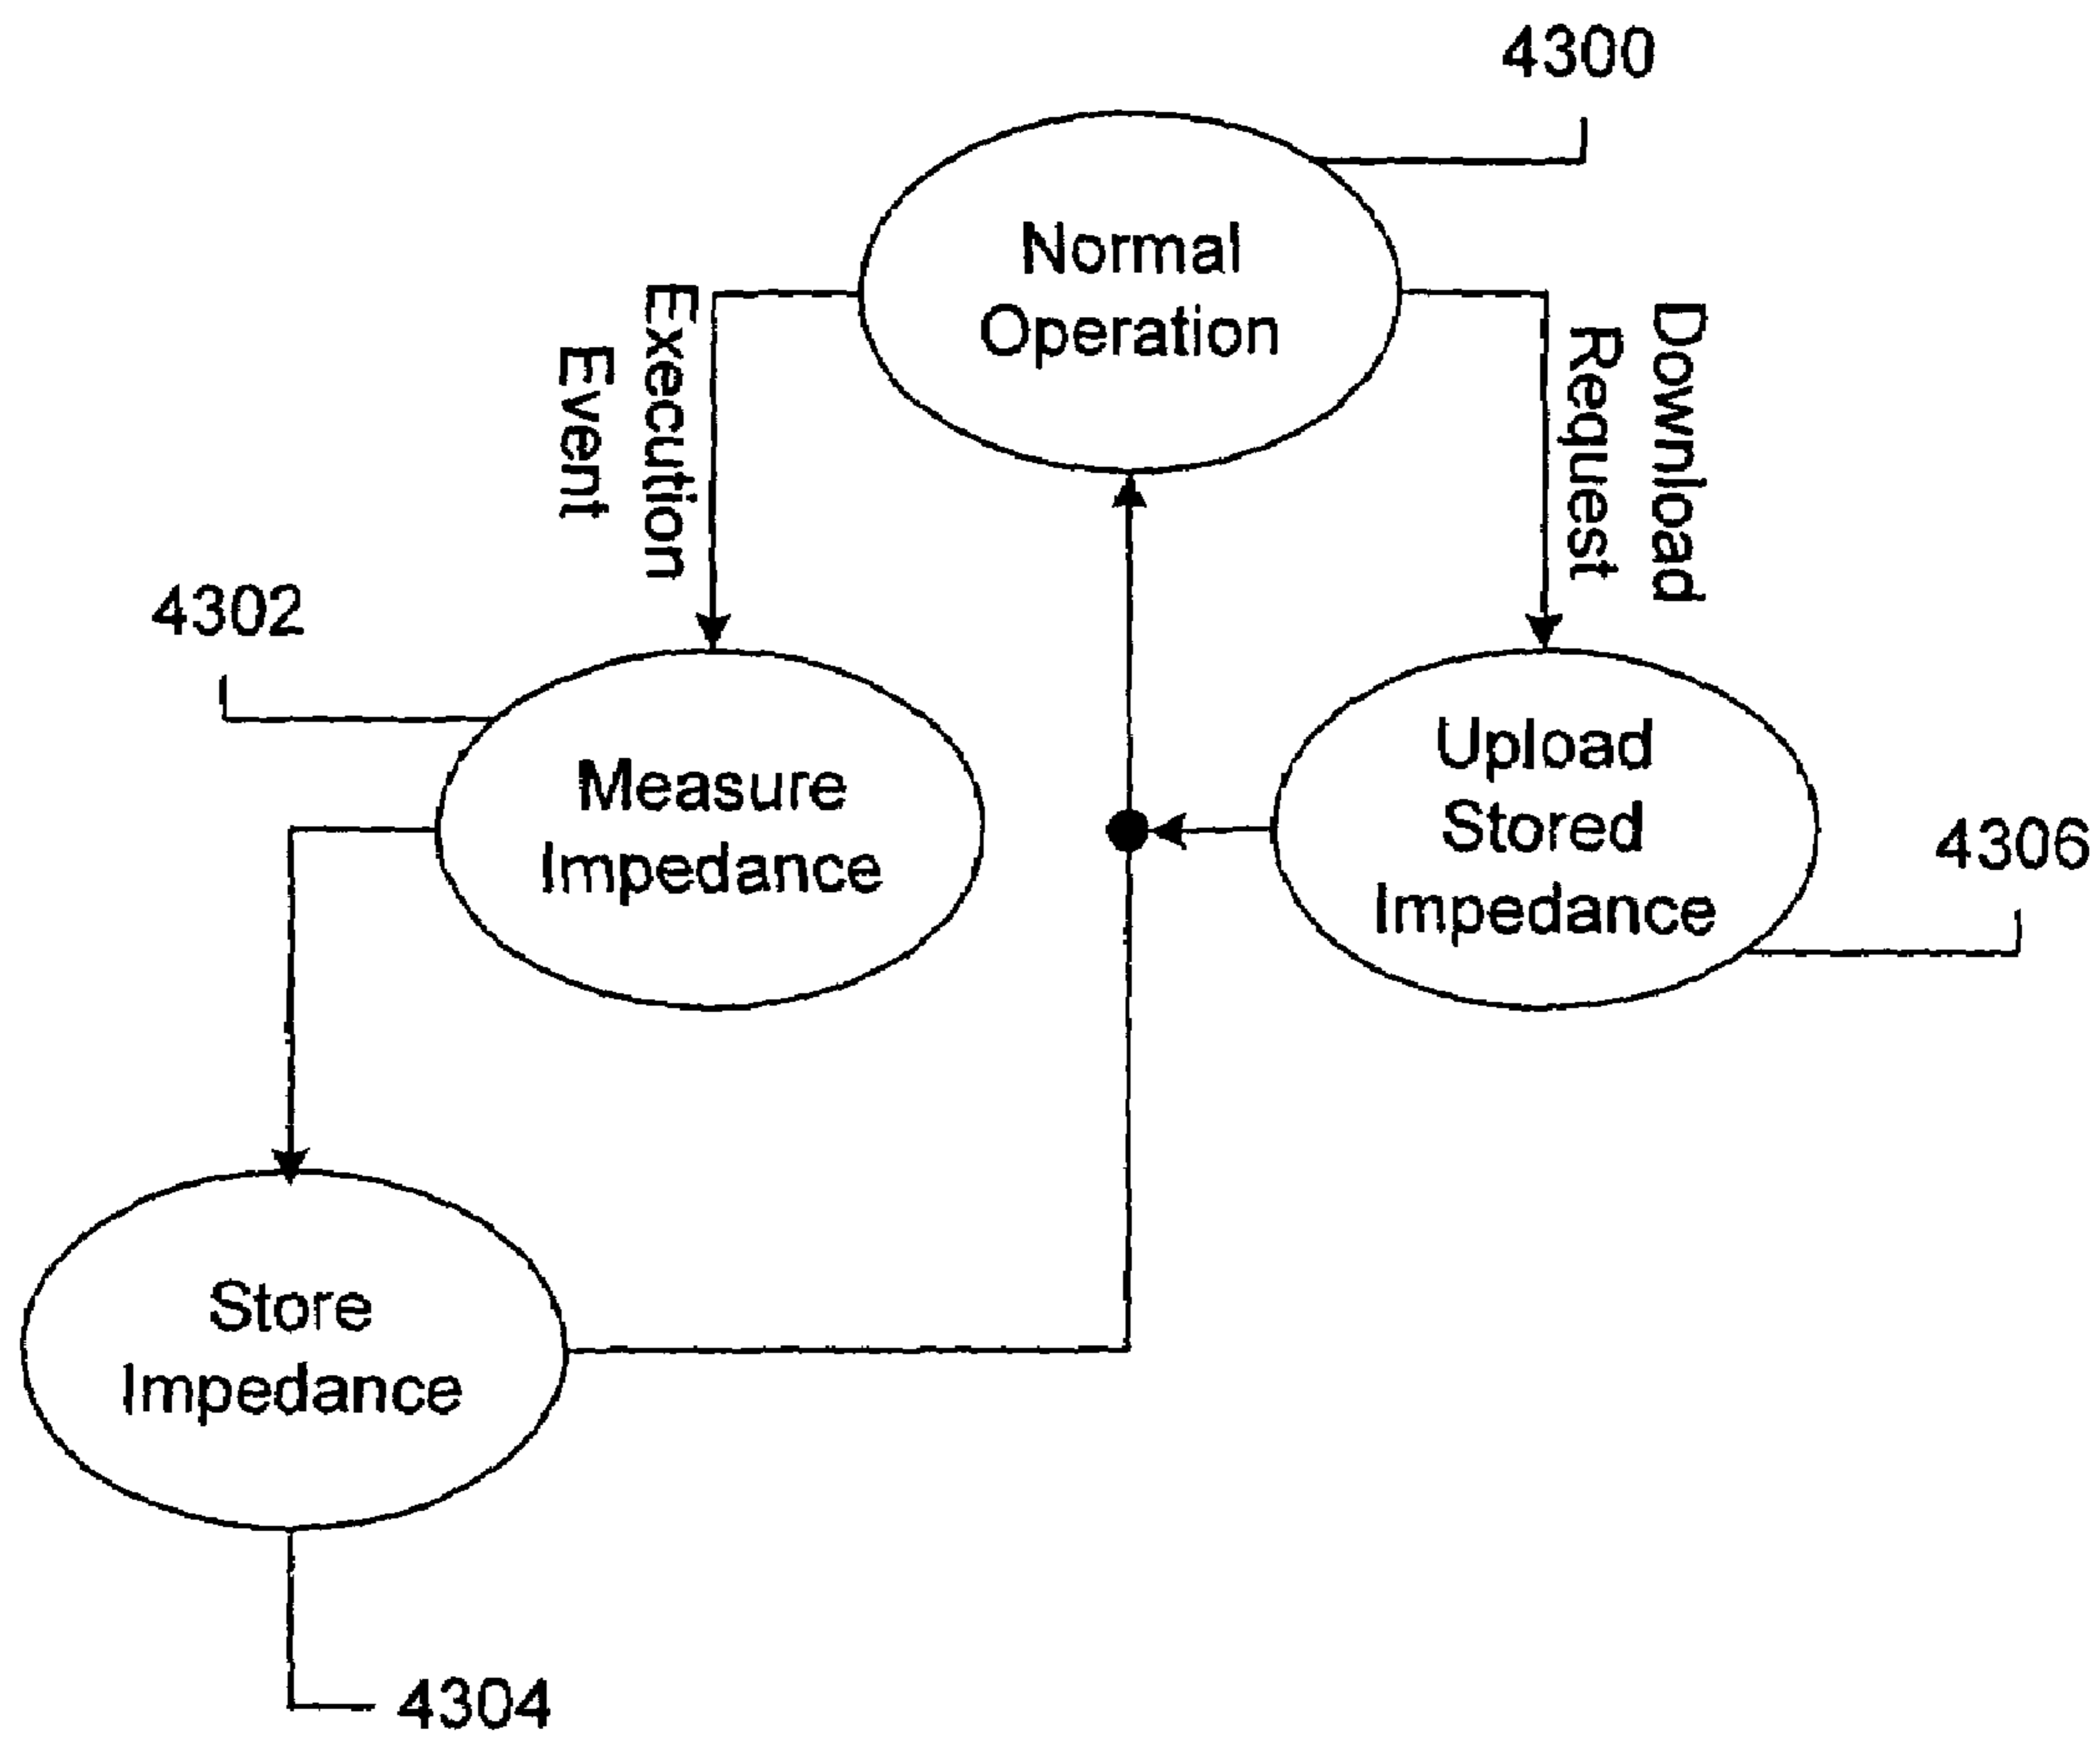 4300
Normal
Operation
Execution
Event
Download
Request
4302
Measure
Impedance
Upload
Stored
Impedance
4306
Store
Impedance
4304